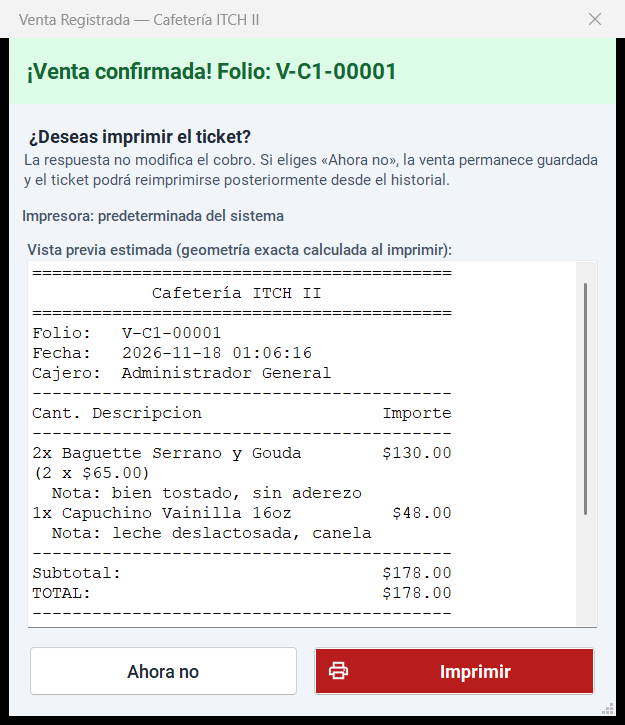 Venta Registrada — Cafetería ITCH II
¡Venta confirmada! Folio: V-C1-00001
¿Deseas imprimir el ticket?
La respuesta no modifica el cobro. Si eliges «Ahora no», la venta permanece guardada
y el ticket podrá reimprimirse posteriormente desde el historial.
Impresora: predeterminada del sistema
Vista previa estimada (geometría exacta calculada al imprimir):
==========================================
Cafetería ITCH II
==========================================
Folio: V-C1-00001
Fecha: 2026-11-18 01:06:16
Cajero: Administrador General
------------------------------------------
Cant. Descripcion Importe
------------------------------------------
2x Baguette Serrano y Gouda $130.00
(2 x $65.00)
Nota: bien tostado, sin aderezo
1x Capuchino Vainilla 16oz $48.00
Nota: leche deslactosada, canela
------------------------------------------
Subtotal: $178.00
TOTAL: $178.00
------------------------------------------
Ahora no
Imprimir